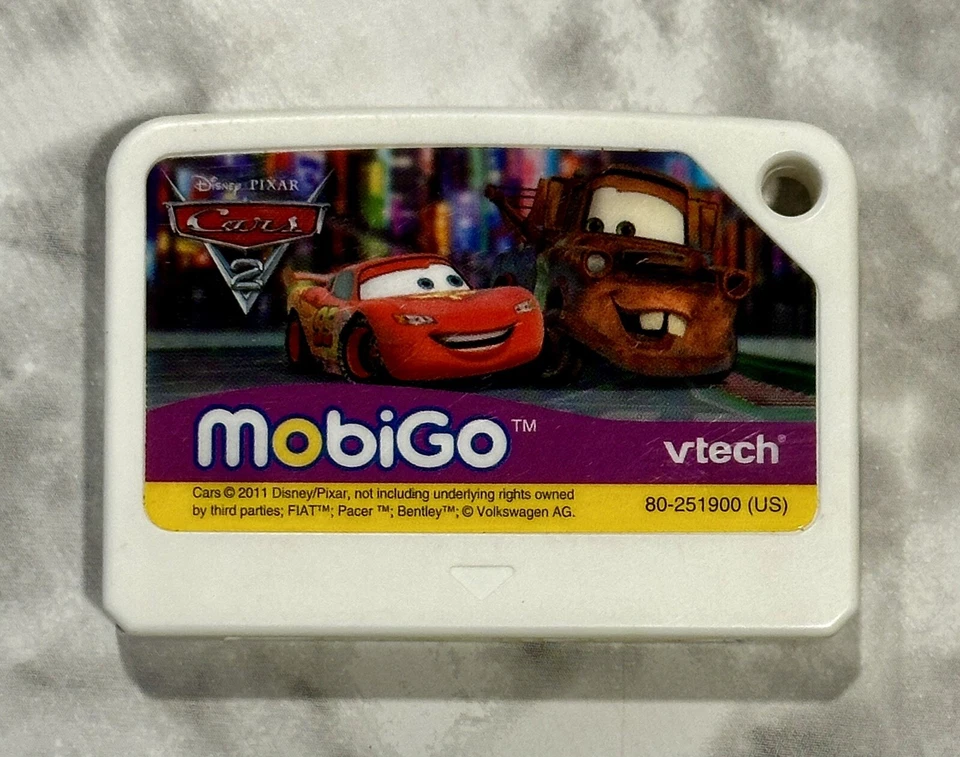 Disney PIXAR
Cars
2
MobiGo™
vtech®
Cars © 2011 Disney/Pixar, not including underlying rights owned
by third parties; FIAT™; Pacer ™; Bentley™; © Volkswagen AG.
80-251900 (US)